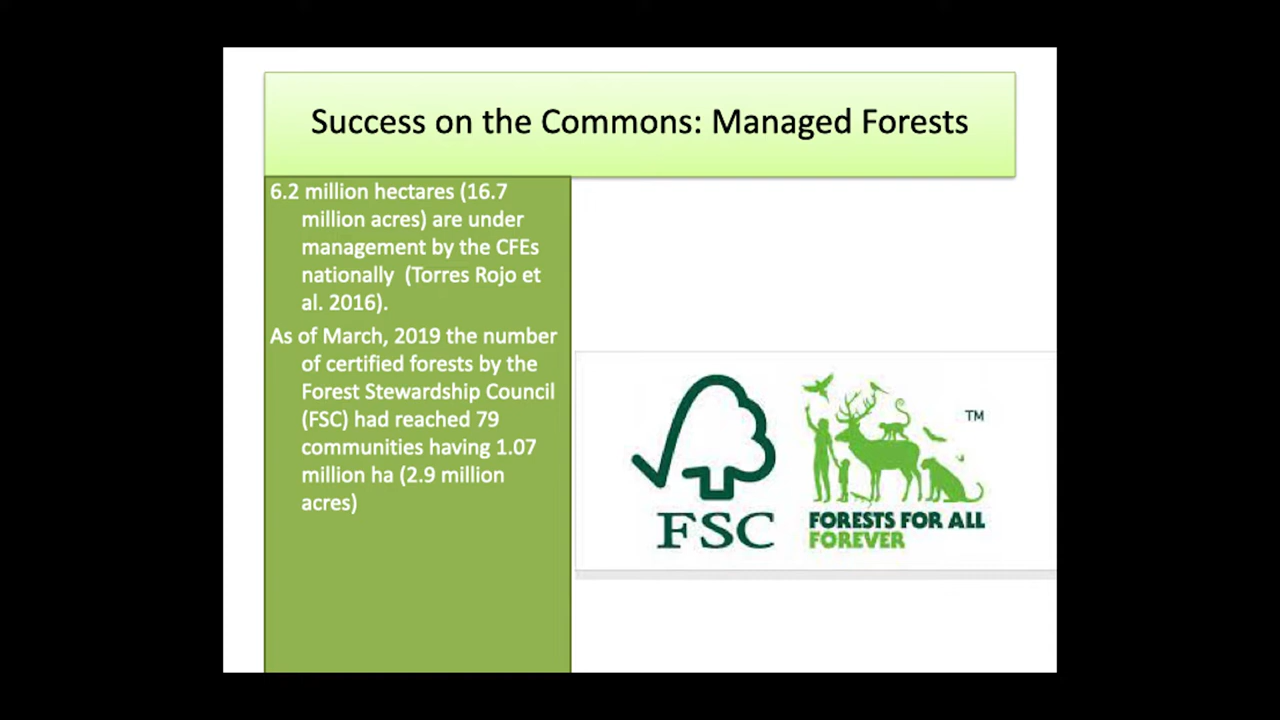 Success on the Commons: Managed Forests
6.2 million hectares (16.7
million acres) are under
management by the CFEs
nationally  (Torres Rojo et
al. 2016).
As of March, 2019 the number
of certified forests by the
Forest Stewardship Council
(FSC) had reached 79
communities having 1.07
million ha (2.9 million
acres)
TM
FSC
FORESTS FOR ALL
FOREVER